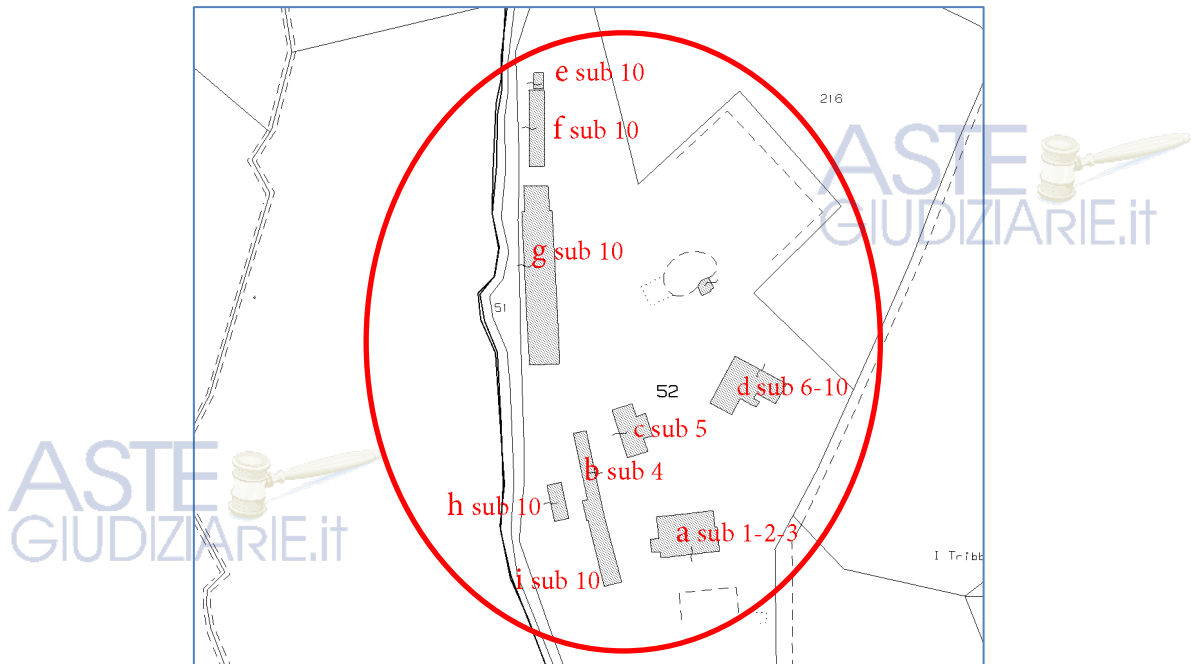 e sub 10
216
f sub 10
ASTE
GIUDIZIARIE.it
g sub 10
51
52
d sub 6-10
c sub 5
ASTE
GIUDIZIARIE.it
b sub 4
h sub 10
a sub 1-2-3
I Tribb
i sub 10